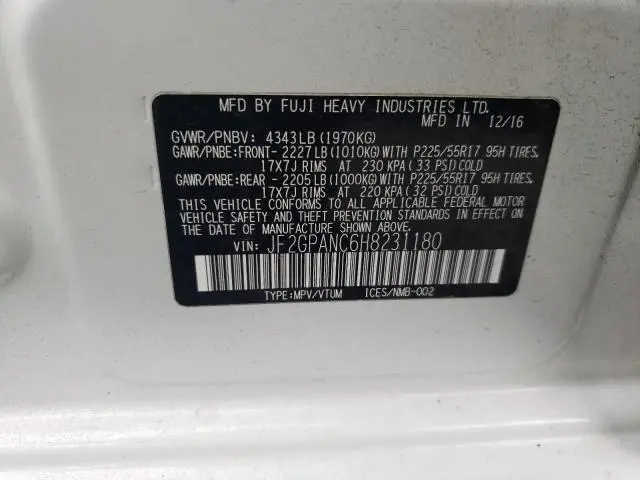 MFD BY FUJI HEAVY INDUSTRIES LTD.
MFD IN 12/16
GVWR/PNBV: 4343LB(1970KG)
GAWR/PNBE:FRONT- 2227LB(1010KG)WITH P225/55R17 95H TIRES,
17X7J RIMS AT 230 KPA(33 PSI)COLD
GAWR/PNBE:REAR - 2205LB(1000KG)WITH P225/55R17 95H TIRES,
17X7J RIMS AT 220 KPA(32 PSI)COLD
THIS VEHICLE CONFORMS TO ALL APPLICABLE FEDERAL MOTOR
VEHICLE SAFETY AND THEFT PREVENTION STANDARDS IN EFFECT ON
THE DATE OF MANUFACTURE SHOWN ABOVE.
VIN: JF2GPANC6H8231180
TYPE:MPV/VTUM ICES/NMB-002